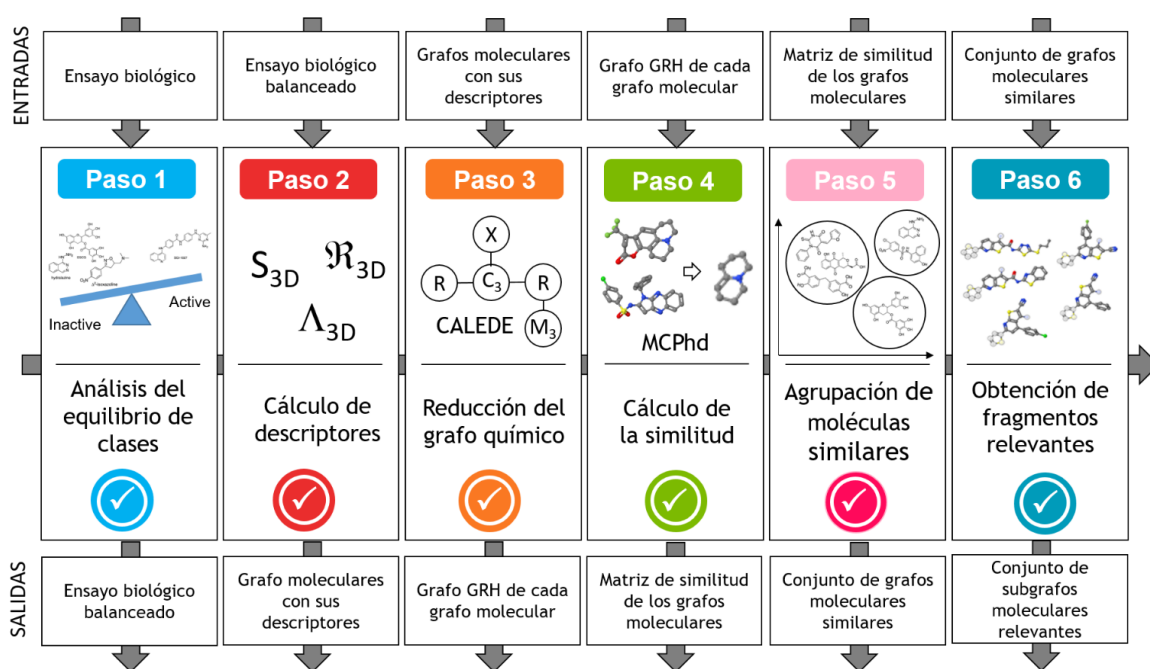 ENTRADAS
Ensayo biológico
Ensayo biológico
balanceado
Grafos moleculares
con sus
descriptores
Grafo GRH de cada
grafo molecular
Matriz de similitud
de los grafos
moleculares
Conjunto de grafos
moleculares
similares
Paso 1
Inactive
Active
Análisis del
equilibrio de
clases
Paso 2
S3D
ℜ3D
Λ3D
Cálculo de
descriptores
Paso 3
X
R
C3
R
M3
CALEDE
Reducción del
grafo químico
Paso 4
MCPhd
Cálculo de
la similitud
Paso 5
Agrupación de
moléculas
similares
Paso 6
Obtención de
fragmentos
relevantes
SALIDAS
Ensayo biológico
balanceado
Grafo moleculares
con sus
descriptores
Grafo GRH de cada
grafo molecular
Matriz de similitud
de los grafos
moleculares
Conjunto de grafos
moleculares
similares
Conjunto de
subgrafos
moleculares
relevantes